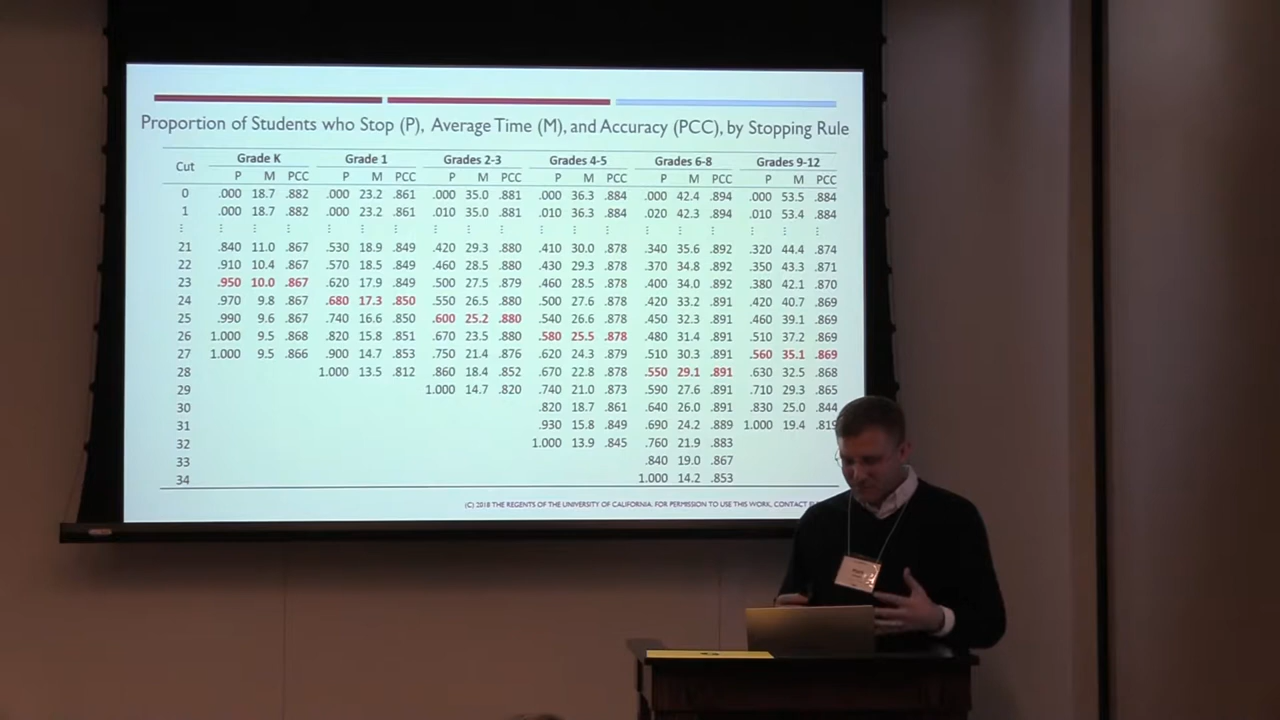 Proportion of Students who Stop (P), Average Time (M), and Accuracy (PCC), by Stopping Rule
Cut Grade K Grade 1 Grades 2-3 Grades 4-5 Grades 6-8 Grades 9-12
P M PCC P M PCC P M PCC P M PCC P M PCC P M PCC
0 .000 18.7 .882 .000 23.2 .861 .000 35.0 .881 .000 36.3 .884 .000 42.4 .894 .000 53.5 .884
1 .000 18.7 .882 .000 23.2 .861 .010 35.0 .881 .010 36.3 .884 .020 42.3 .894 .010 53.4 .884
⋮ ⋮ ⋮ ⋮ ⋮ ⋮ ⋮ ⋮ ⋮ ⋮ ⋮ ⋮ ⋮ ⋮ ⋮ ⋮ ⋮ ⋮ ⋮
21 .840 11.0 .867 .530 18.9 .849 .420 29.3 .880 .410 30.0 .878 .340 35.6 .892 .320 44.4 .874
22 .910 10.4 .867 .570 18.5 .849 .460 28.5 .880 .430 29.3 .878 .370 34.8 .892 .350 43.3 .871
23 .950 10.0 .867 .620 17.9 .849 .500 27.5 .879 .460 28.5 .878 .400 34.0 .892 .380 42.1 .870
24 .970 9.8 .867 .680 17.3 .850 .550 26.5 .880 .500 27.6 .878 .420 33.2 .891 .420 40.7 .869
25 .990 9.6 .867 .740 16.6 .850 .600 25.2 .880 .540 26.6 .878 .450 32.3 .891 .460 39.1 .869
26 1.000 9.5 .868 .820 15.8 .851 .670 23.5 .880 .580 25.5 .878 .480 31.4 .891 .510 37.2 .869
27 1.000 9.5 .866 .900 14.7 .853 .750 21.4 .876 .620 24.3 .879 .510 30.3 .891 .560 35.1 .869
28 1.000 13.5 .812 .860 18.4 .852 .670 22.8 .878 .550 29.1 .891 .630 32.5 .868
29 1.000 14.7 .820 .740 21.0 .873 .590 27.6 .891 .710 29.3 .865
30 .820 18.7 .861 .640 26.0 .891 .830 25.0 .844
31 .930 15.8 .849 .690 24.2 .889 1.000 19.4 .819
32 1.000 13.9 .845 .760 21.9 .883
33 .840 19.0 .867
34 1.000 14.2 .853
(C) 2018 THE REGENTS OF THE UNIVERSITY OF CALIFORNIA. FOR PERMISSION TO USE THIS WORK, CONTACT